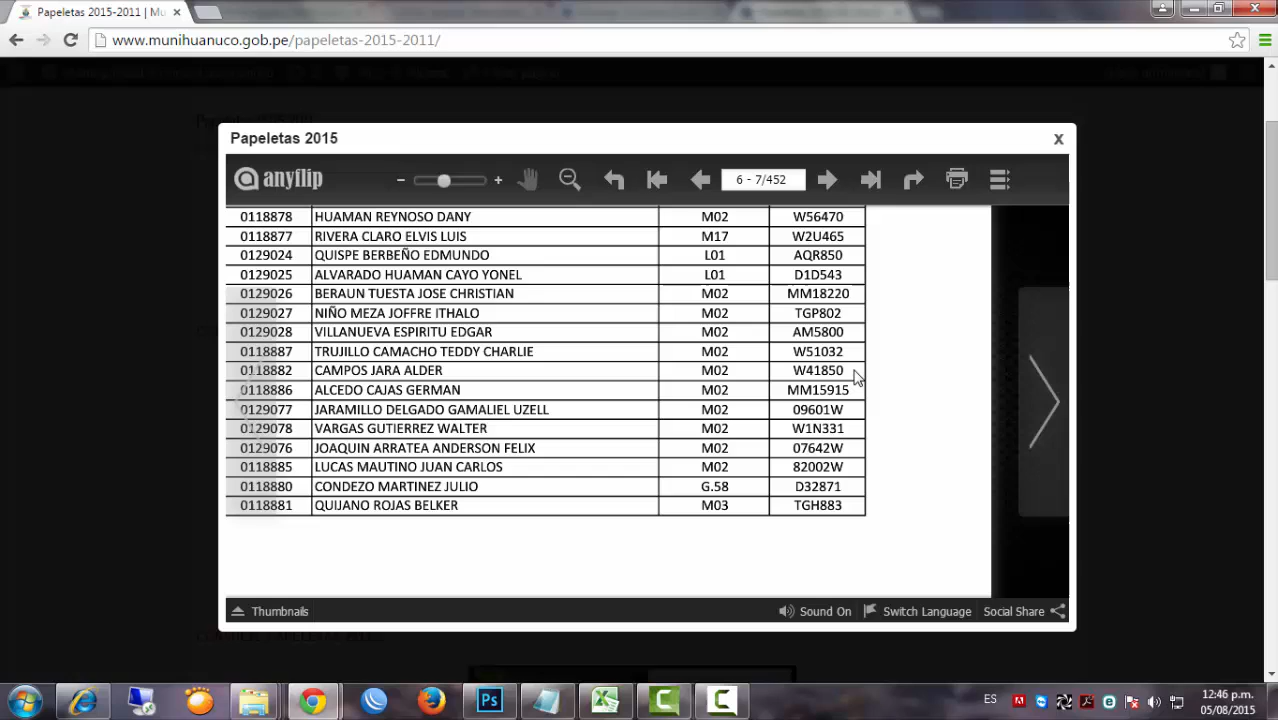 Papeletas 2015-2011 | Mu
www.munihuanuco.gob.pe/papeletas-2015-2011/
Papeletas 2015
x
anyflip
- + 6 - 7/452
0118878 HUAMAN REYNOSO DANY M02 W56470
0118877 RIVERA CLARO ELVIS LUIS M17 W2U465
0129024 QUISPE BERBEÑO EDMUNDO L01 AQR850
0129025 ALVARADO HUAMAN CAYO YONEL L01 D1D543
0129026 BERAUN TUESTA JOSE CHRISTIAN M02 MM18220
0129027 NIÑO MEZA JOFFRE ITHALO M02 TGP802
0129028 VILLANUEVA ESPIRITU EDGAR M02 AM5800
0118887 TRUJILLO CAMACHO TEDDY CHARLIE M02 W51032
0118882 CAMPOS JARA ALDER M02 W41850
0118886 ALCEDO CAJAS GERMAN M02 MM15915
0129077 JARAMILLO DELGADO GAMALIEL UZELL M02 09601W
0129078 VARGAS GUTIERREZ WALTER M02 W1N331
0129076 JOAQUIN ARRATEA ANDERSON FELIX M02 07642W
0118885 LUCAS MAUTINO JUAN CARLOS M02 82002W
0118880 CONDEZO MARTINEZ JULIO G.58 D32871
0118881 QUIJANO ROJAS BELKER M03 TGH883
Thumbnails Sound On Switch Language Social Share
Ps
ES
12:46 p.m.
05/08/2015